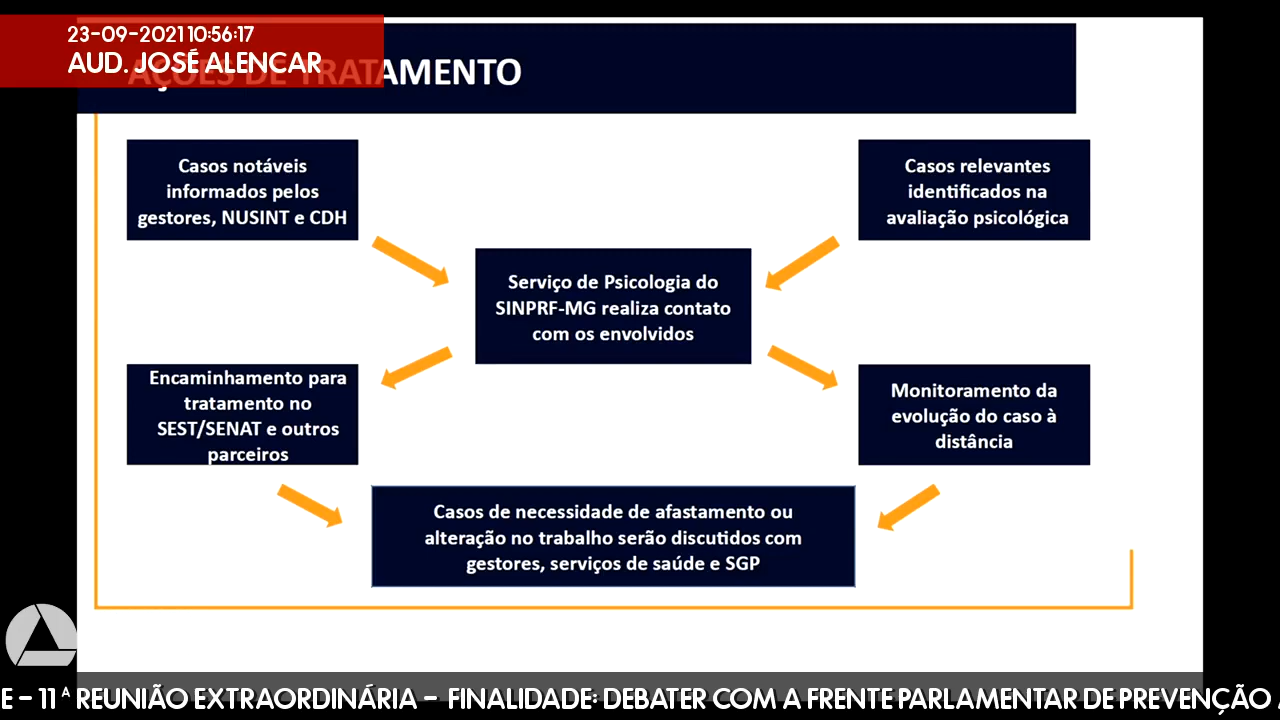 23-09-2021 10:56:17
AUD. JOSÉ ALENCAR
AÇÕES DE TRATAMENTO
Casos notáveis
informados pelos
gestores, NUSINT e CDH
Casos relevantes
identificados na
avaliação psicológica
Serviço de Psicologia do
SINPRF-MG realiza contato
com os envolvidos
Encaminhamento para
tratamento no
SEST/SENAT e outros
parceiros
Monitoramento da
evolução do caso à
distância
Casos de necessidade de afastamento ou
alteração no trabalho serão discutidos com
gestores, serviços de saúde e SGP
E - 11ª REUNIÃO EXTRAORDINÁRIA - FINALIDADE: DEBATER COM A FRENTE PARLAMENTAR DE PREVENÇÃO